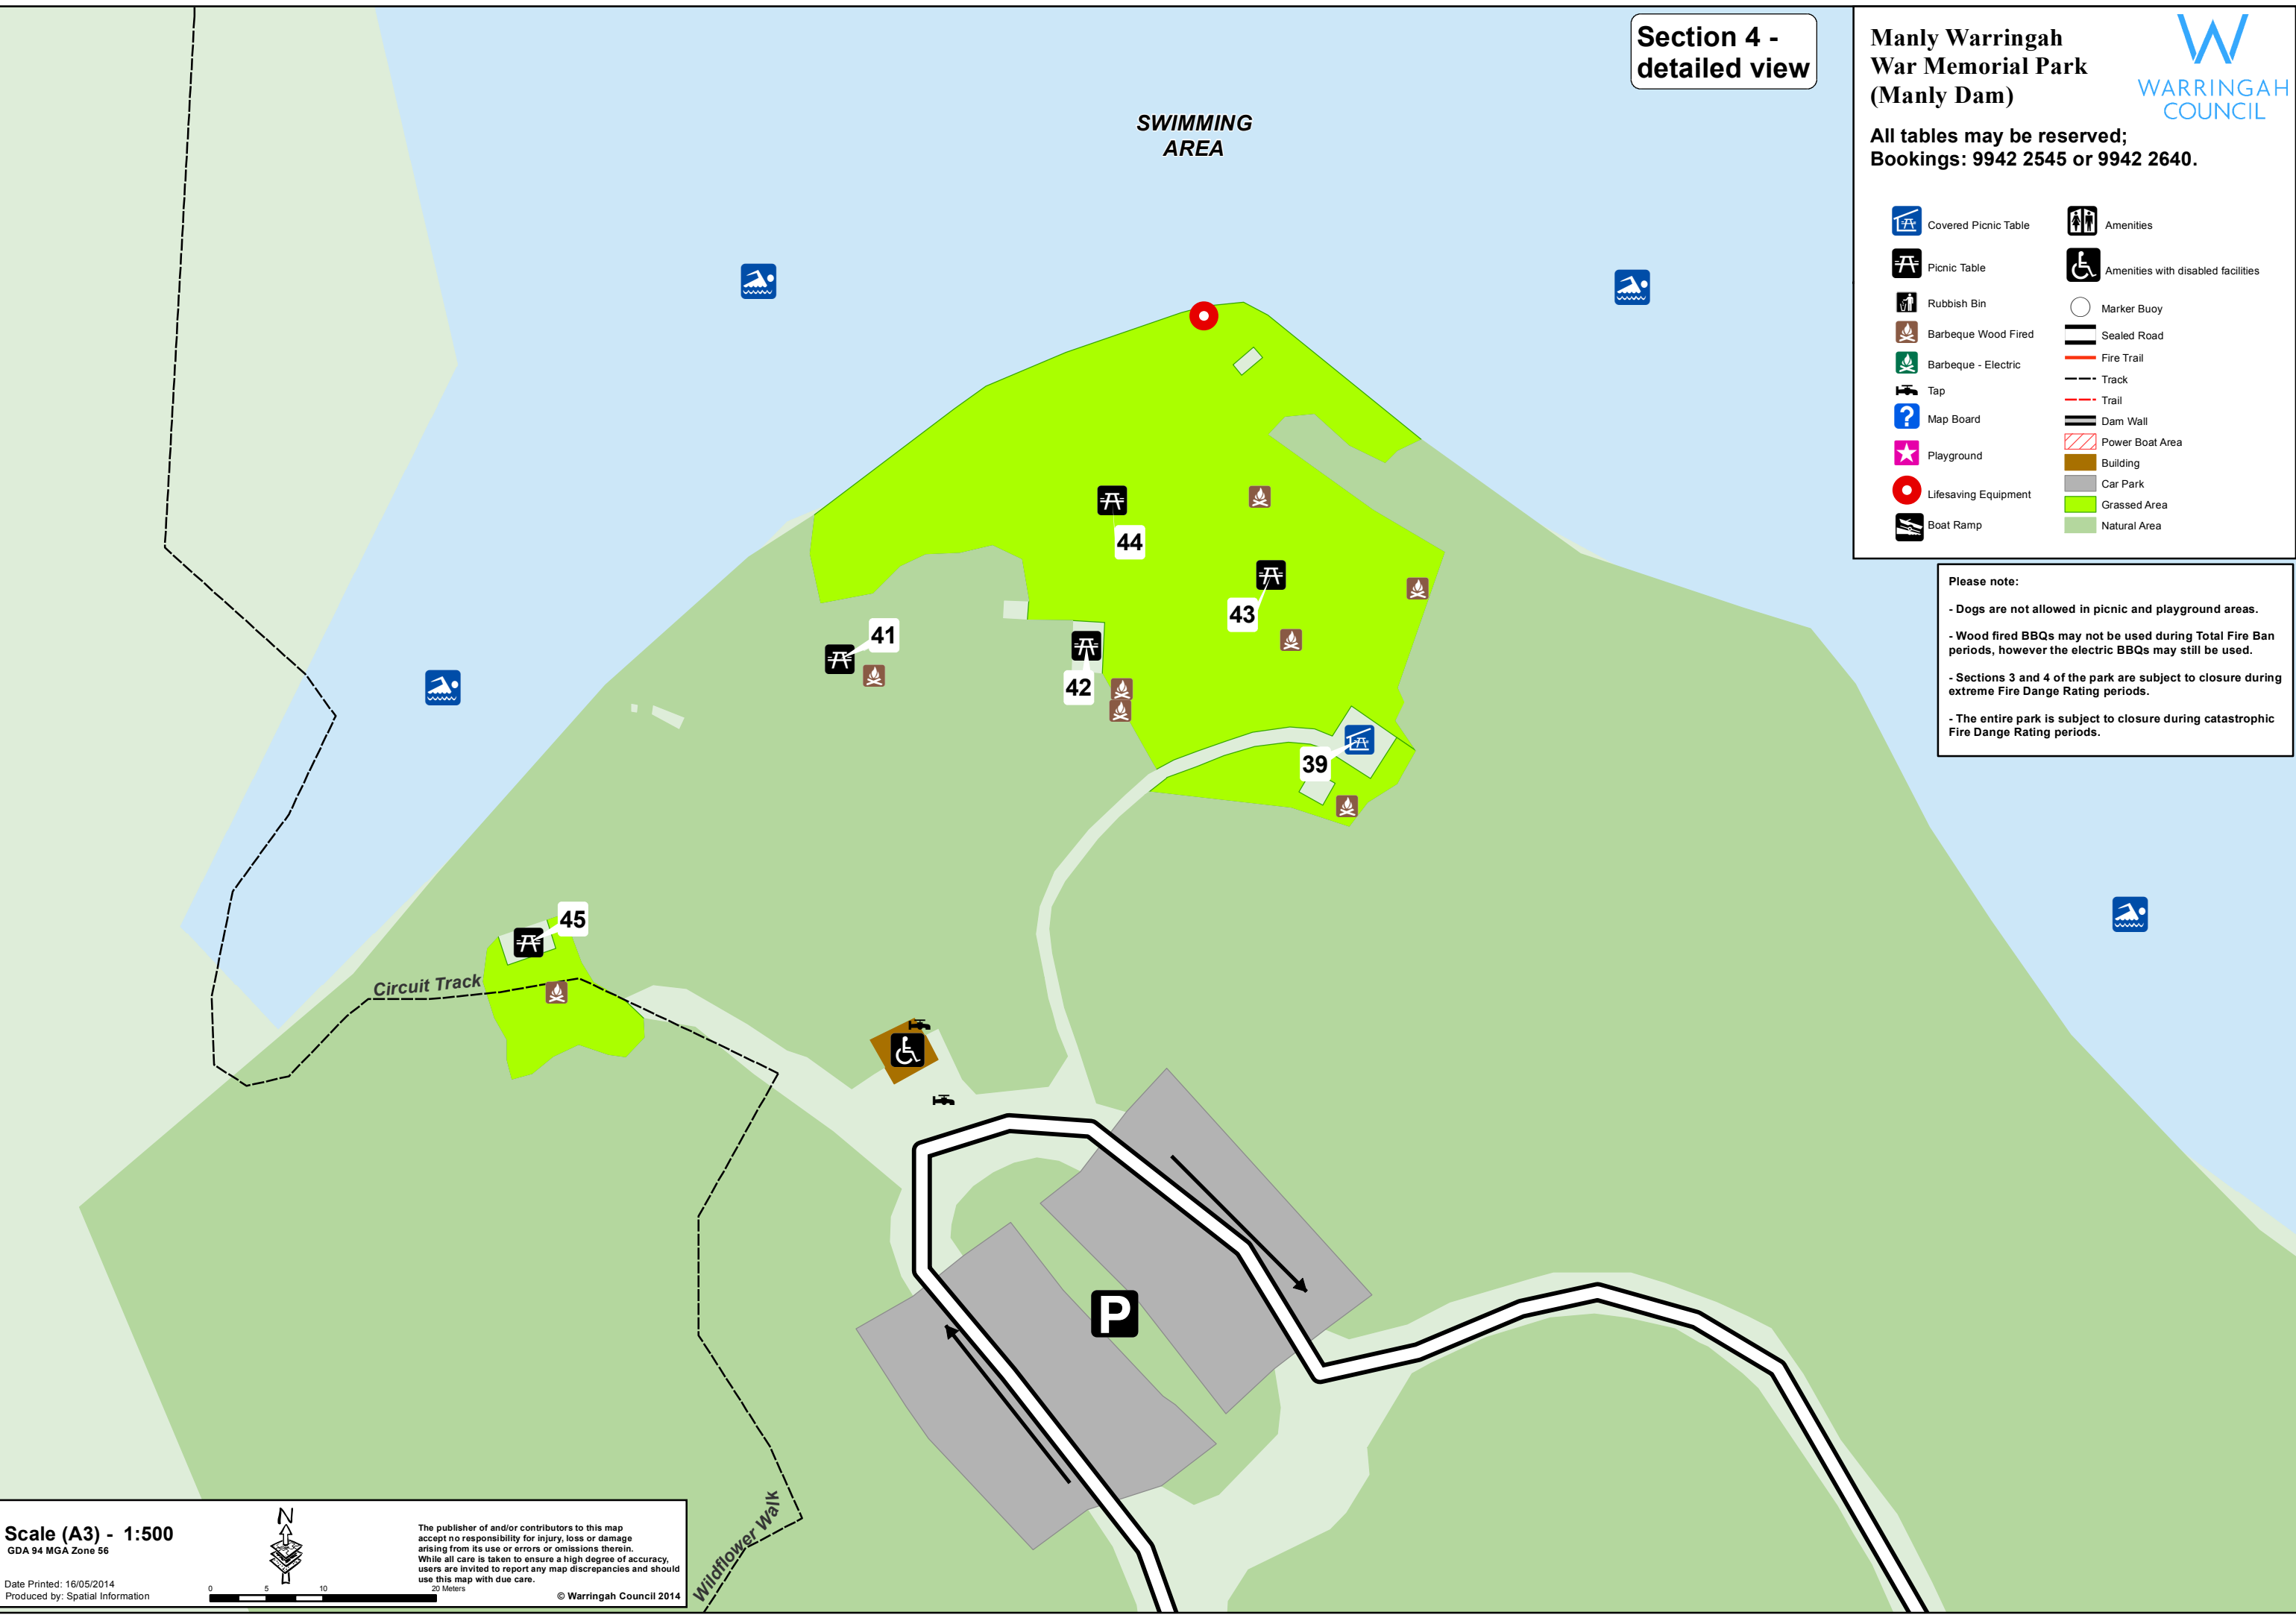 Section 4 -
detailed view
Manly Warringah
War Memorial Park
(Manly Dam)
WARRINGAH
COUNCIL
All tables may be reserved;
Bookings: 9942 2545 or 9942 2640.
Covered Picnic Table
Picnic Table
Rubbish Bin
Barbeque Wood Fired
Barbeque - Electric
Tap
Map Board
Playground
Lifesaving Equipment
Boat Ramp
Amenities
Amenities with disabled facilities
Marker Buoy
Sealed Road
Fire Trail
Track
Trail
Dam Wall
Power Boat Area
Building
Car Park
Grassed Area
Natural Area
Please note:
- Dogs are not allowed in picnic and playground areas.
- Wood fired BBQs may not be used during Total Fire Ban
periods, however the electric BBQs may still be used.
- Sections 3 and 4 of the park are subject to closure during
extreme Fire Dange Rating periods.
- The entire park is subject to closure during catastrophic
Fire Dange Rating periods.
SWIMMING
AREA
44
43
41
42
39
45
Circuit Track
P
Wildflower Walk
Scale (A3) - 1:500
GDA 94 MGA Zone 56
Date Printed: 16/05/2014
Produced by: Spatial Information
N
0 5 10 20 Meters
The publisher of and/or contributors to this map
accept no responsibility for injury, loss or damage
arising from its use or errors or omissions therein.
While all care is taken to ensure a high degree of accuracy,
users are invited to report any map discrepancies and should
use this map with due care.
© Warringah Council 2014